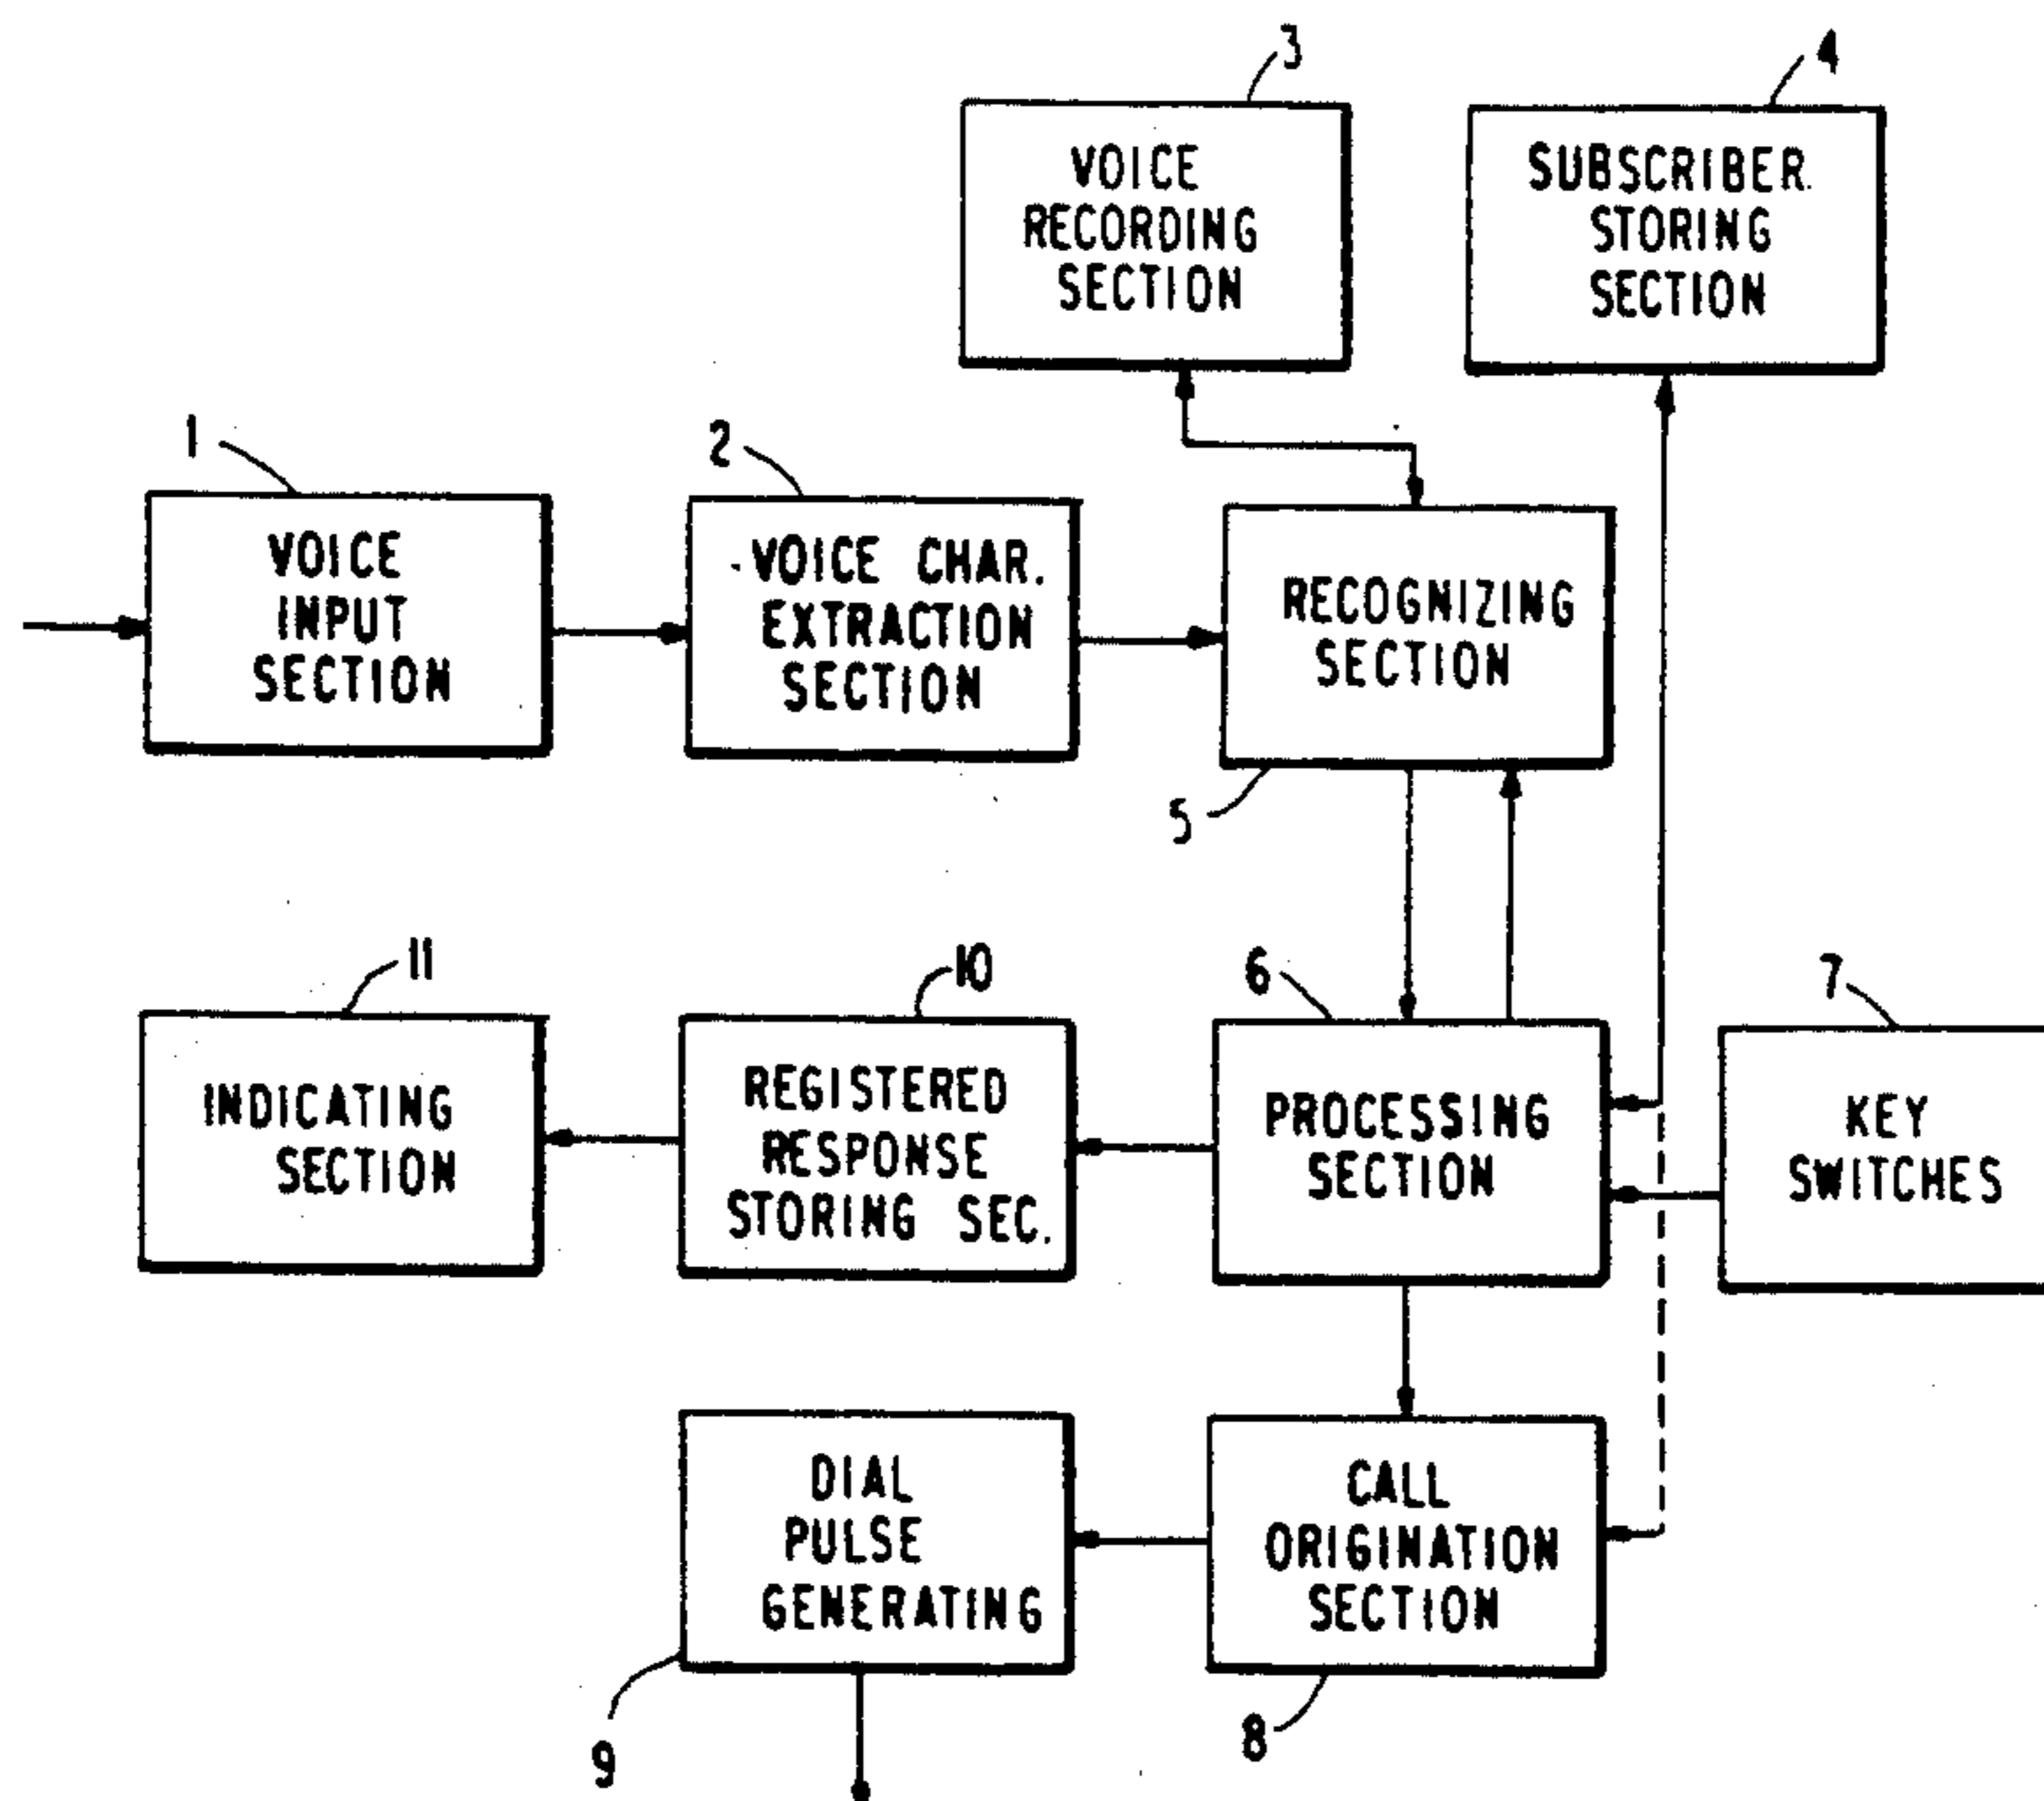 3
4
VOICE
RECORDING
SECTION
SUBSCRIBER
STORING
SECTION
1
2
VOICE
INPUT
SECTION
VOICE CHAR.
EXTRACTION
SECTION
RECOGNIZING
SECTION
5
11
10
6
7
INDICATING
SECTION
REGISTERED
RESPONSE
STORING SEC.
PROCESSING
SECTION
KEY
SWITCHES
DIAL
PULSE
GENERATING
CALL
ORIGINATION
SECTION
9
8